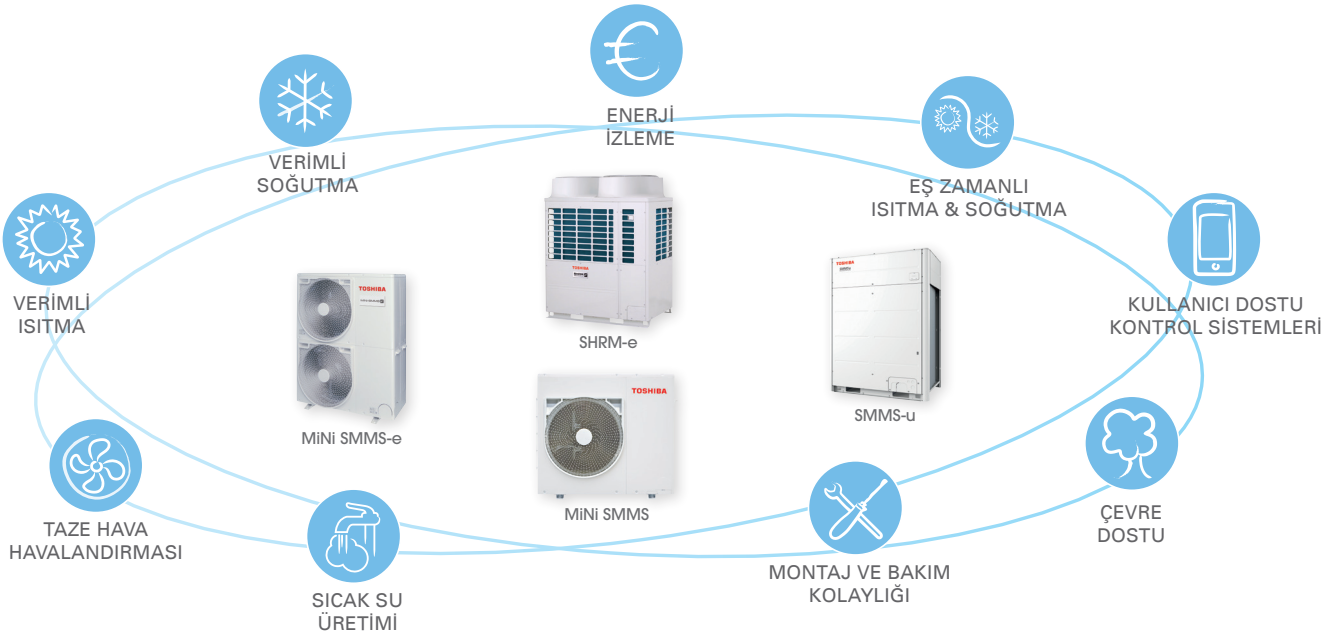 ENERJİ
İZLEME
VERİMLİ
SOĞUTMA
EŞ ZAMANLI
ISITMA & SOĞUTMA
VERİMLİ
ISITMA
KULLANICI DOSTU
KONTROL SİSTEMLERİ
TOSHIBA
SHRM-e
TOSHIBA
MiNi SMMS-e
TOSHIBA
SMMS-u
TOSHIBA
MiNi SMMS
TAZE HAVA
HAVALANDIRMASI
ÇEVRE
DOSTU
SICAK SU
ÜRETİMİ
MONTAJ VE BAKIM
KOLAYLIĞI